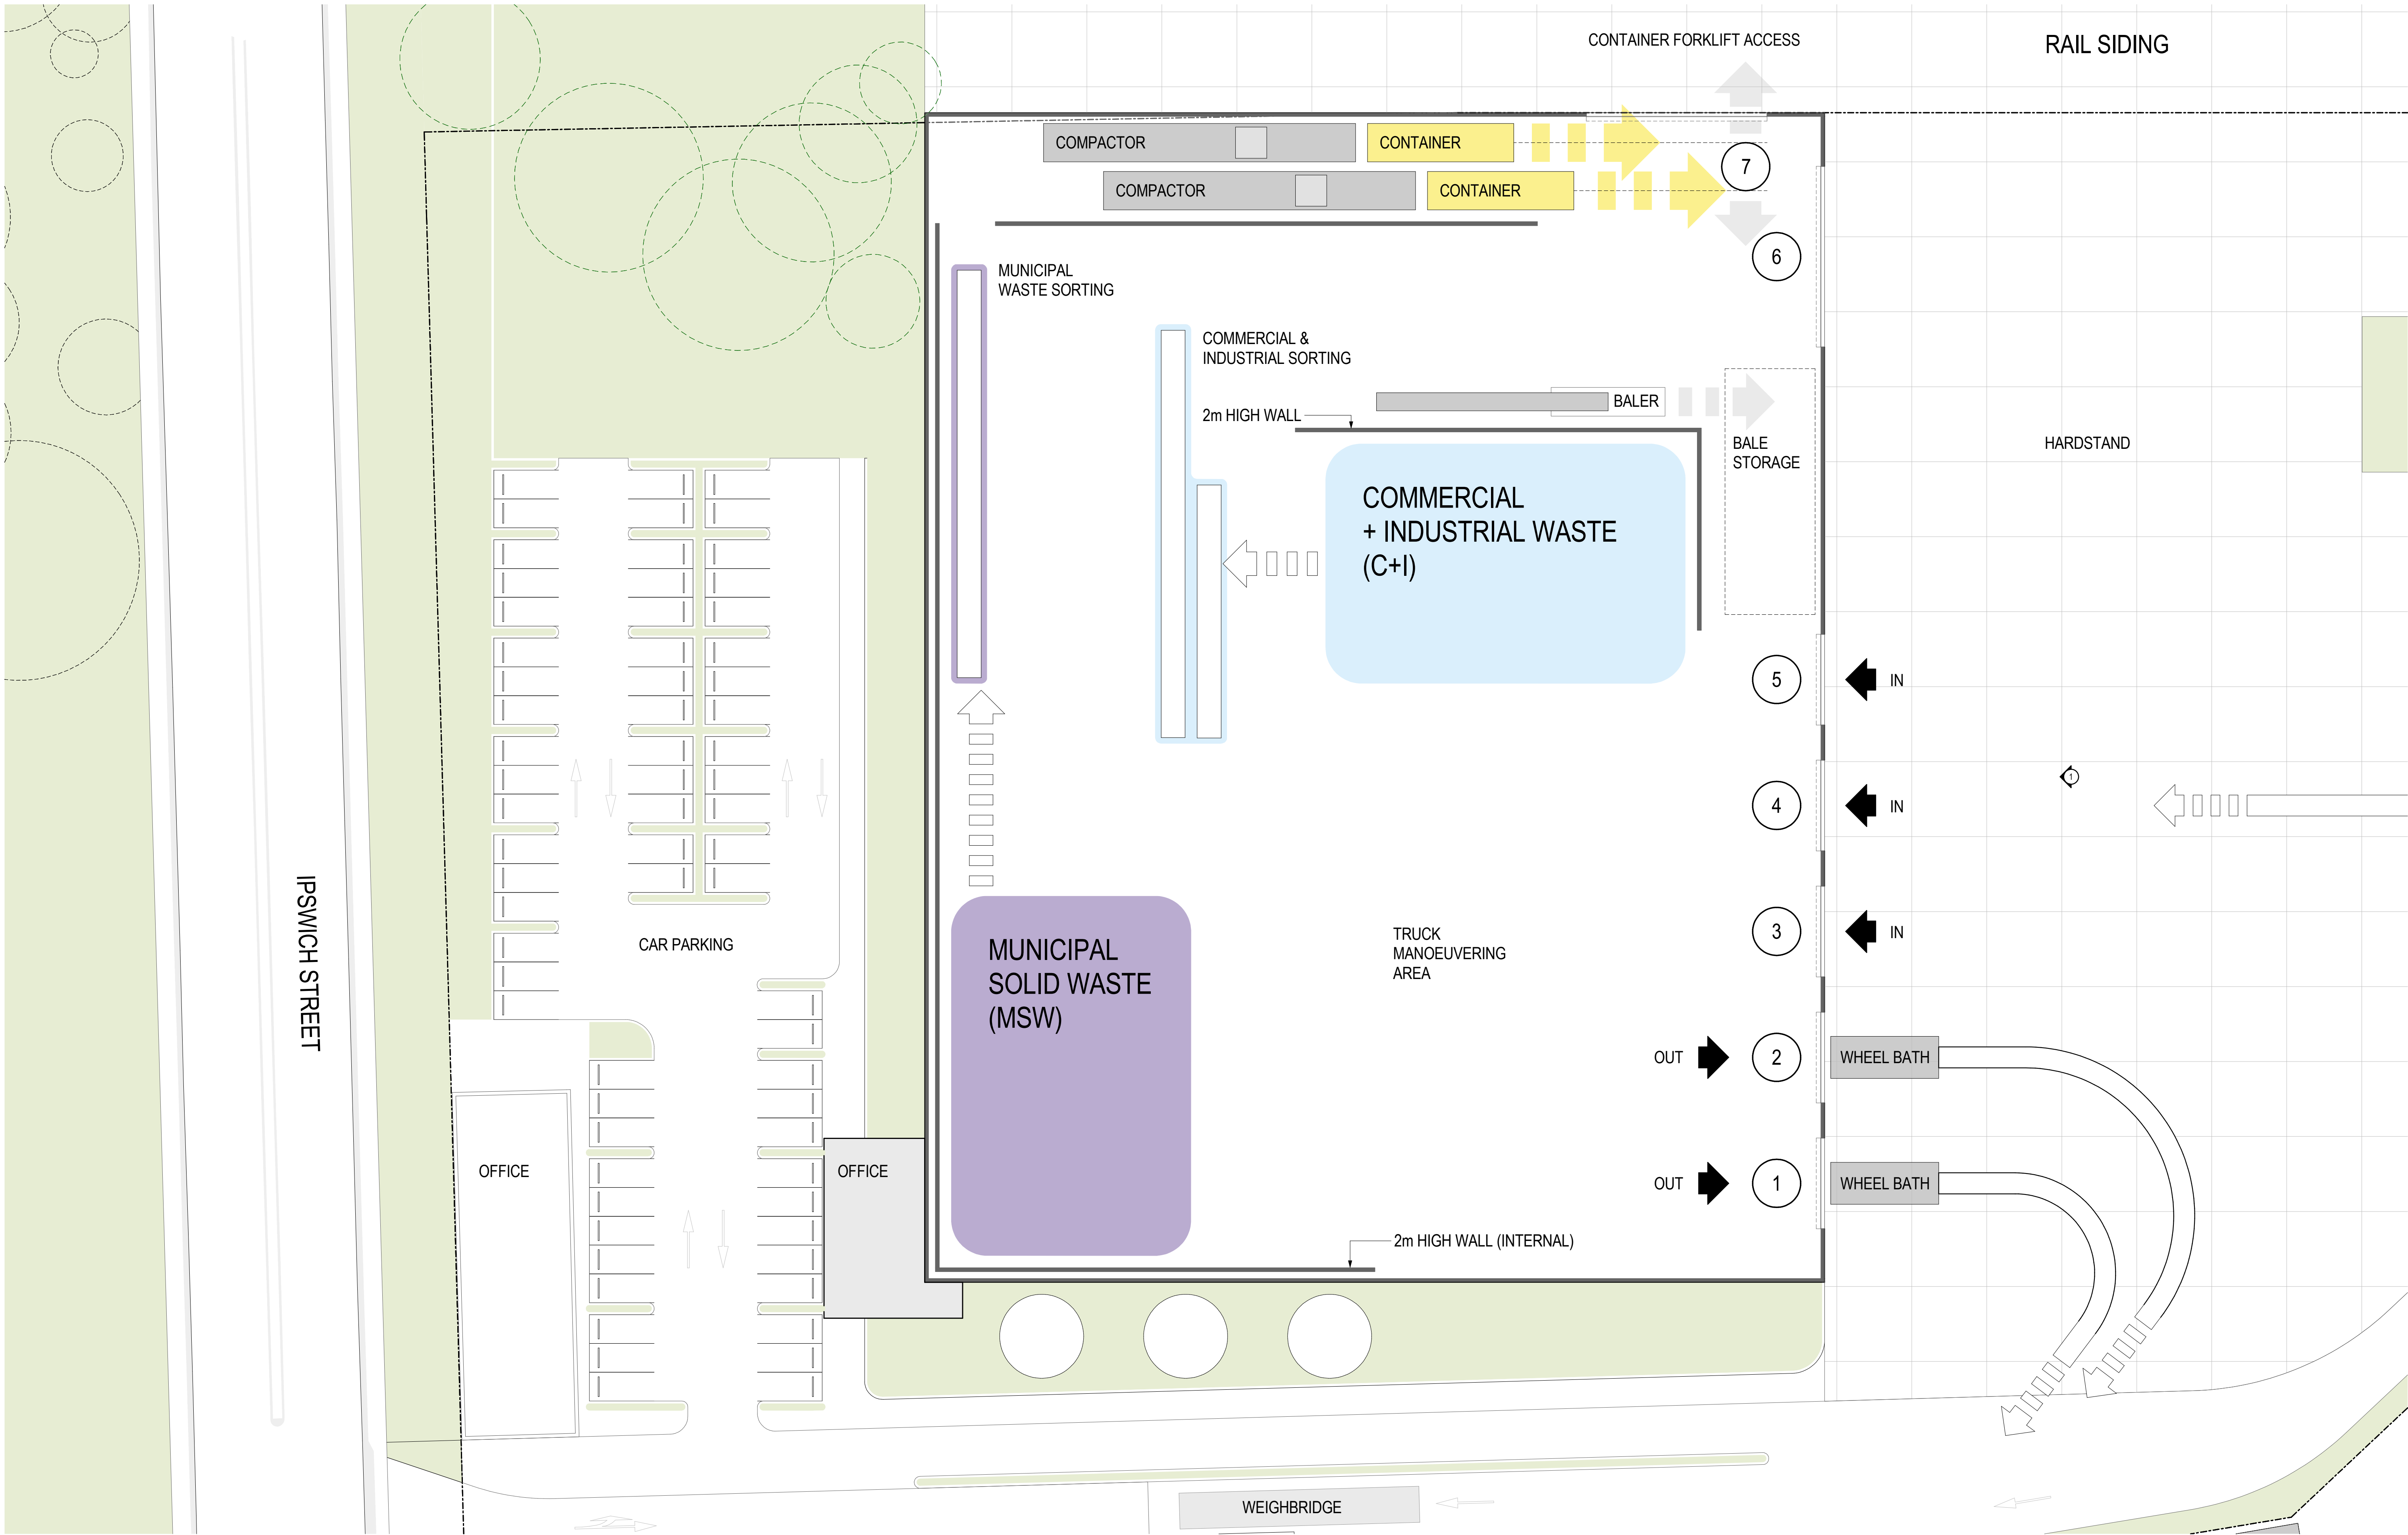 CONTAINER FORKLIFT ACCESS
RAIL SIDING
COMPACTOR
CONTAINER
7
COMPACTOR
CONTAINER
6
MUNICIPAL
WASTE SORTING
COMMERCIAL &
INDUSTRIAL SORTING
BALER
2m HIGH WALL
BALE
STORAGE
HARDSTAND
COMMERCIAL
+ INDUSTRIAL WASTE
(C+I)
5
IN
1
4
IN
IPSWICH STREET
CAR PARKING
MUNICIPAL
SOLID WASTE
(MSW)
TRUCK
MANOEUVERING
AREA
3
IN
OUT
2
WHEEL BATH
OFFICE
OFFICE
OUT
1
WHEEL BATH
2m HIGH WALL (INTERNAL)
WEIGHBRIDGE